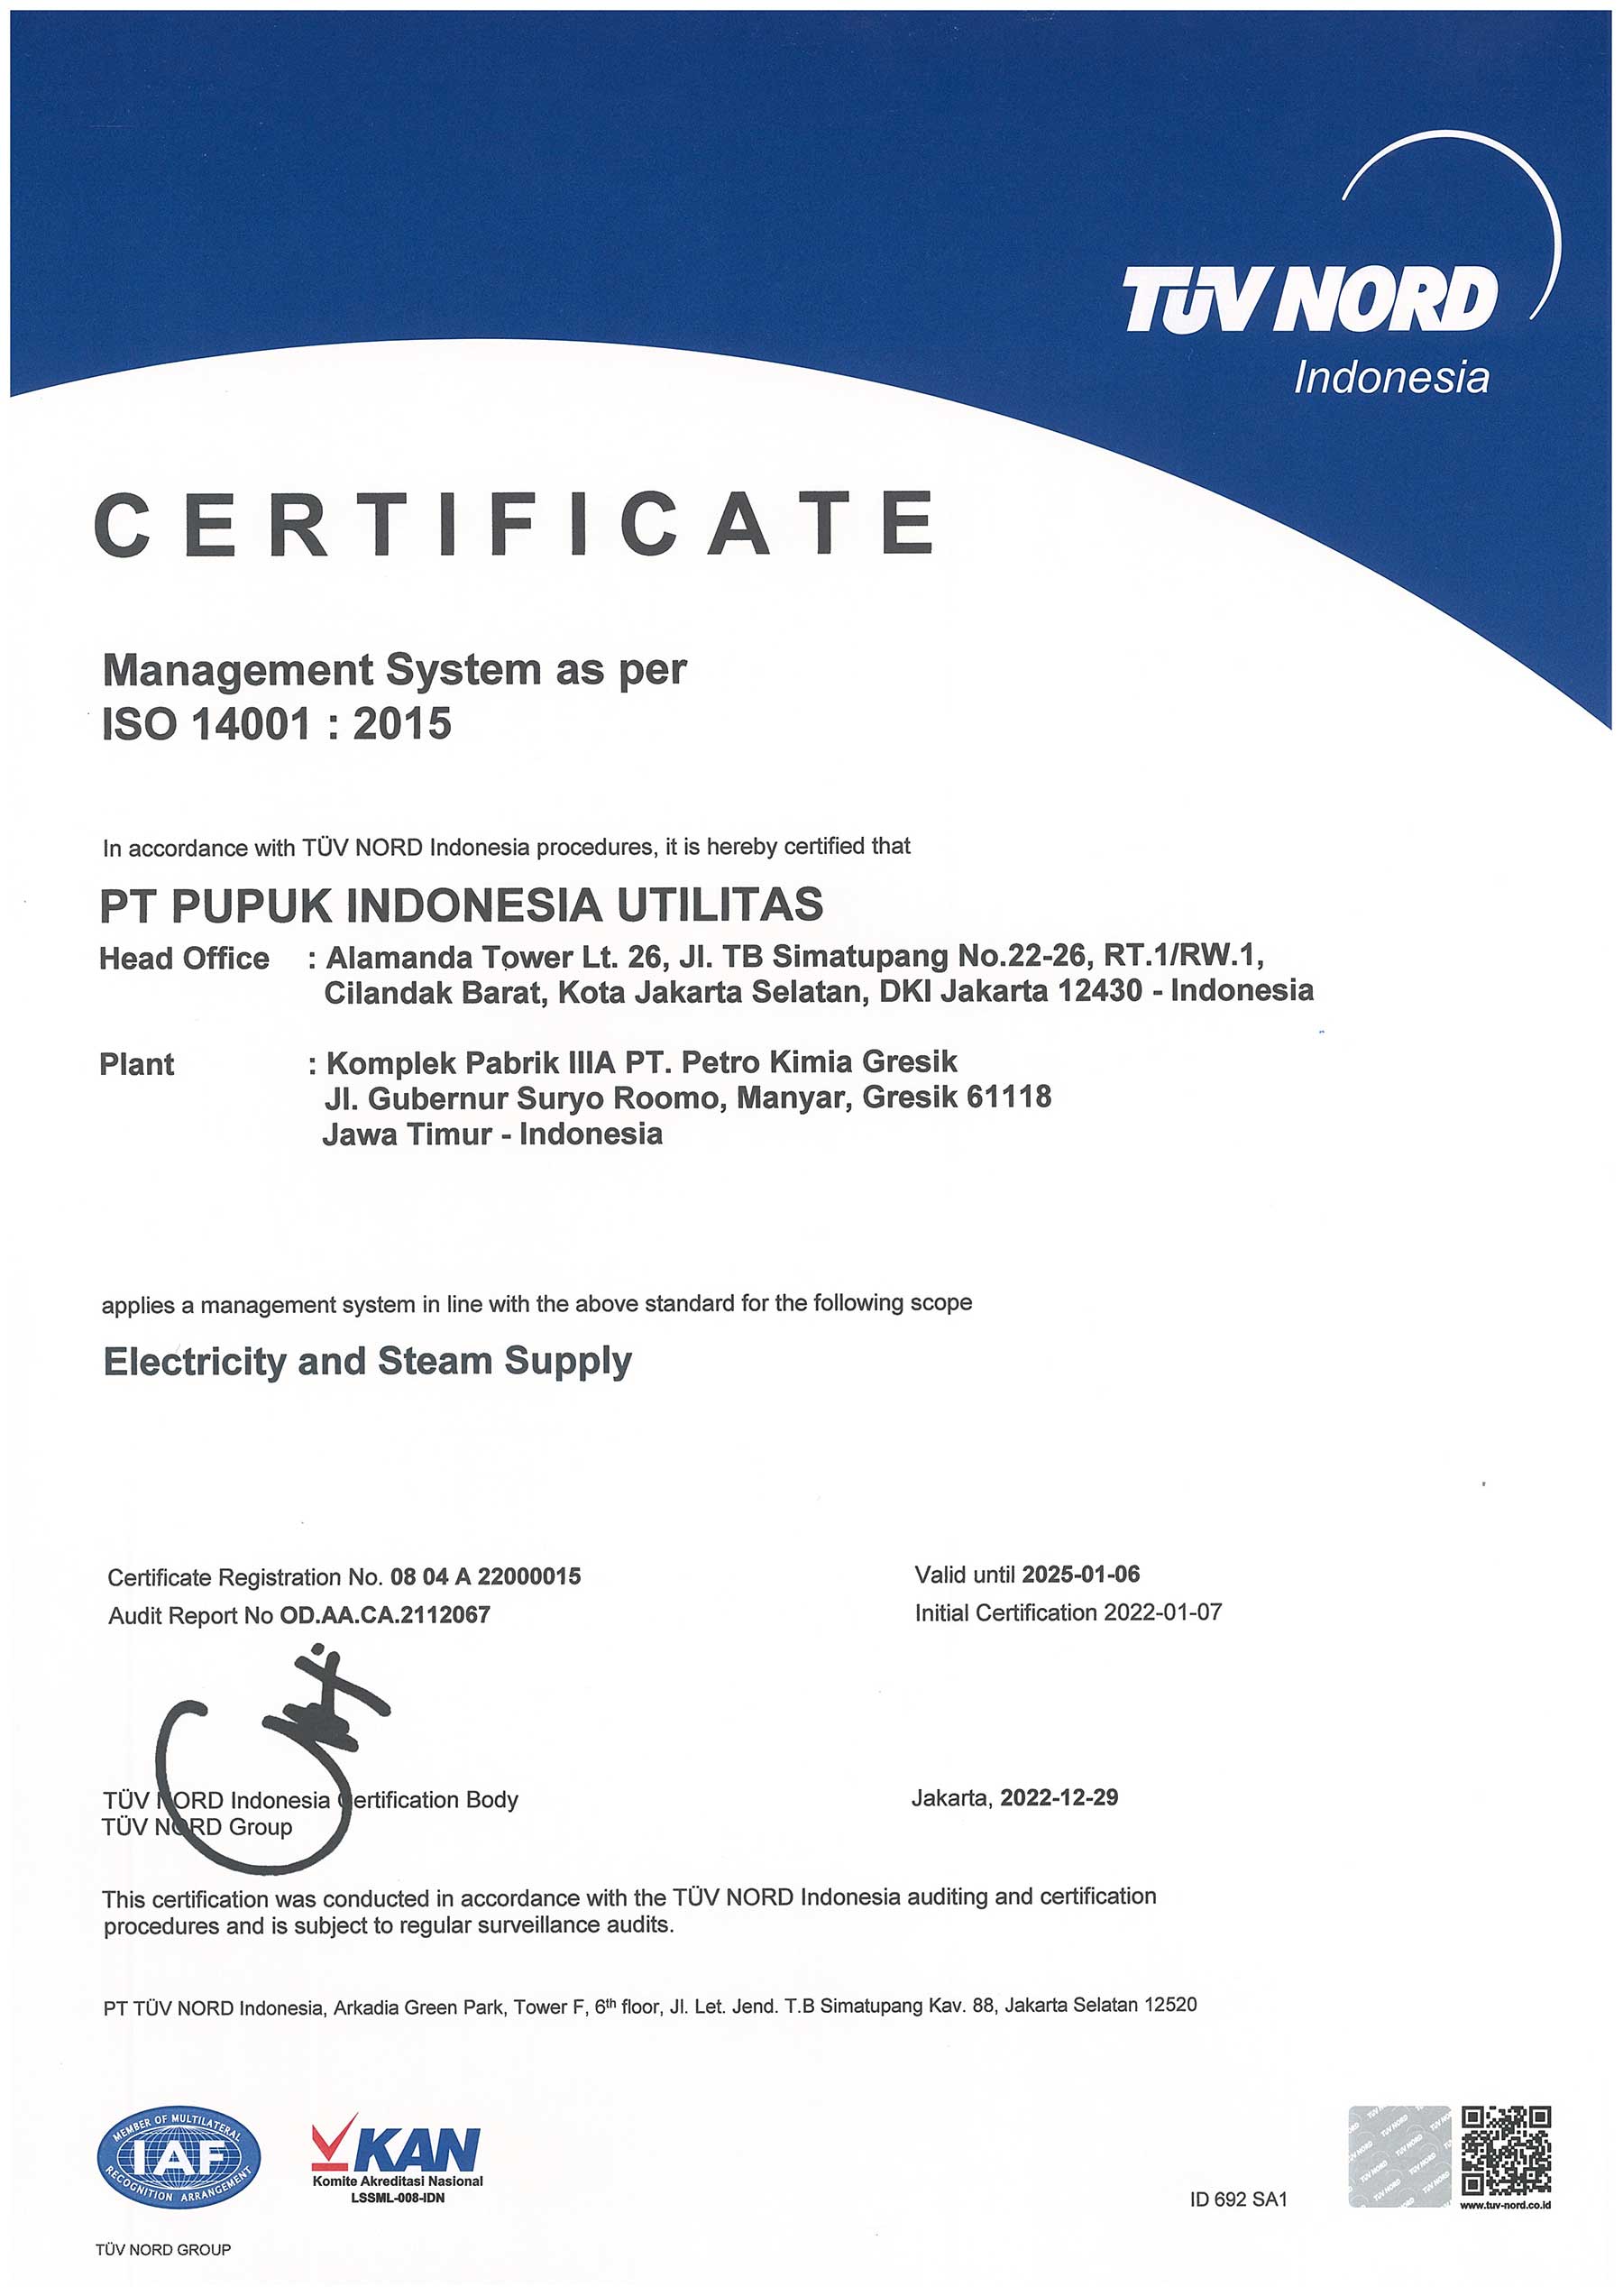 TÜV NORD
Indonesia
CERTIFICATE
Management System as per
ISO 14001 : 2015
In accordance with TÜV NORD Indonesia procedures, it is hereby certified that
PT PUPUK INDONESIA UTILITAS
Head Office : Alamanda Tower Lt. 26, Jl. TB Simatupang No.22-26, RT.1/RW.1,
Cilandak Barat, Kota Jakarta Selatan, DKI Jakarta 12430 - Indonesia
Plant : Komplek Pabrik IIIA PT. Petro Kimia Gresik
Jl. Gubernur Suryo Roomo, Manyar, Gresik 61118
Jawa Timur - Indonesia
applies a management system in line with the above standard for the following scope
Electricity and Steam Supply
Certificate Registration No. 08 04 A 22000015
Audit Report No OD.AA.CA.2112067
Valid until 2025-01-06
Initial Certification 2022-01-07
TÜV NORD Indonesia Certification Body
TÜV NORD Group
Jakarta, 2022-12-29
This certification was conducted in accordance with the TÜV NORD Indonesia auditing and certification
procedures and is subject to regular surveillance audits.
PT TÜV NORD Indonesia, Arkadia Green Park, Tower F, 6th floor, Jl. Let. Jend. T.B Simatupang Kav. 88, Jakarta Selatan 12520
MEMBER OF MULTILATERAL
IAF
RECOGNITION ARRANGEMENT
KAN
Komite Akreditasi Nasional
LSSML-008-IDN
ID 692 SA1
TÜV NORD
www.tuv-nord.co.id
TÜV NORD GROUP